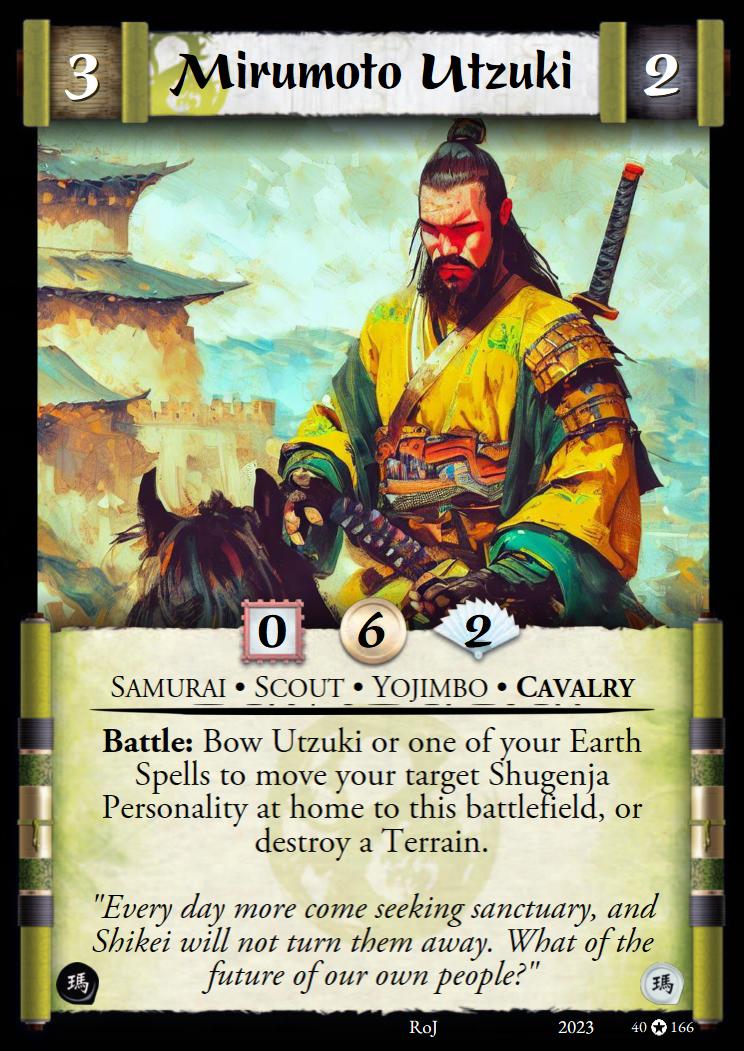 3 Mirumoto Utzuki 2
0 6 2
SAMURAI • SCOUT • YOJIMBO • CAVALRY
Battle: Bow Utzuki or one of your Earth
Spells to move your target Shugenja
Personality at home to this battlefield, or
destroy a Terrain.
"Every day more come seeking sanctuary, and
Shikei will not turn them away. What of the
future of our own people?"
瑪 瑪
RoJ 2023 40 166